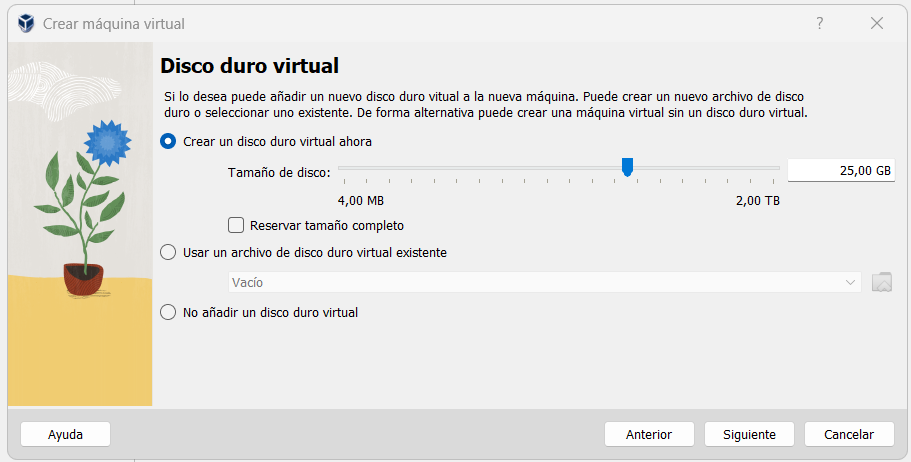 Crear máquina virtual
?
Disco duro virtual
Si lo desea puede añadir un nuevo disco duro vitual a la nueva máquina. Puede crear un nuevo archivo de disco
duro o seleccionar uno existente. De forma alternativa puede crear una máquina virtual sin un disco duro virtual.
Crear un disco duro virtual ahora
Tamaño de disco:
25,00 GB
4,00 MB
2,00 TB
Reservar tamaño completo
Usar un archivo de disco duro virtual existente
Vacío
No añadir un disco duro virtual
Ayuda
Anterior
Siguiente
Cancelar